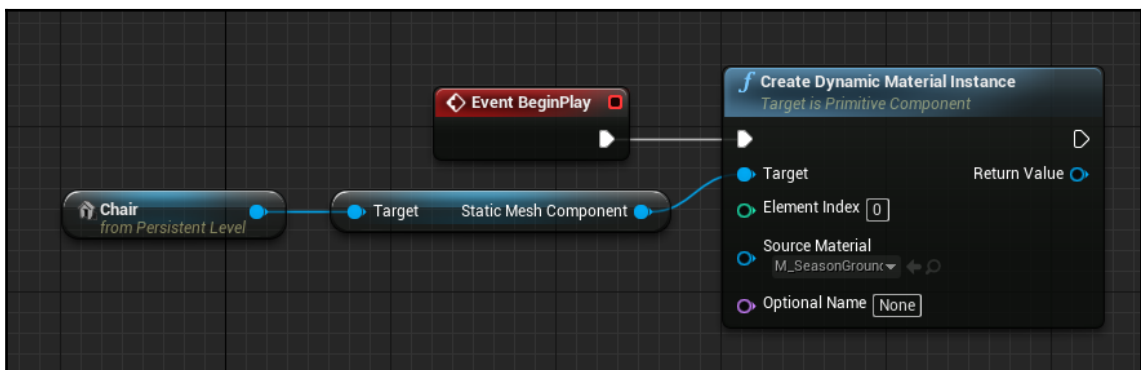 Create Dynamic Material Instance
Target is Primitive Component
Event BeginPlay
Target
Return Value
Chair
from Persistent Level
Target
Static Mesh Component
Element Index 0
Source Material
M_SeasonGround
Optional Name None